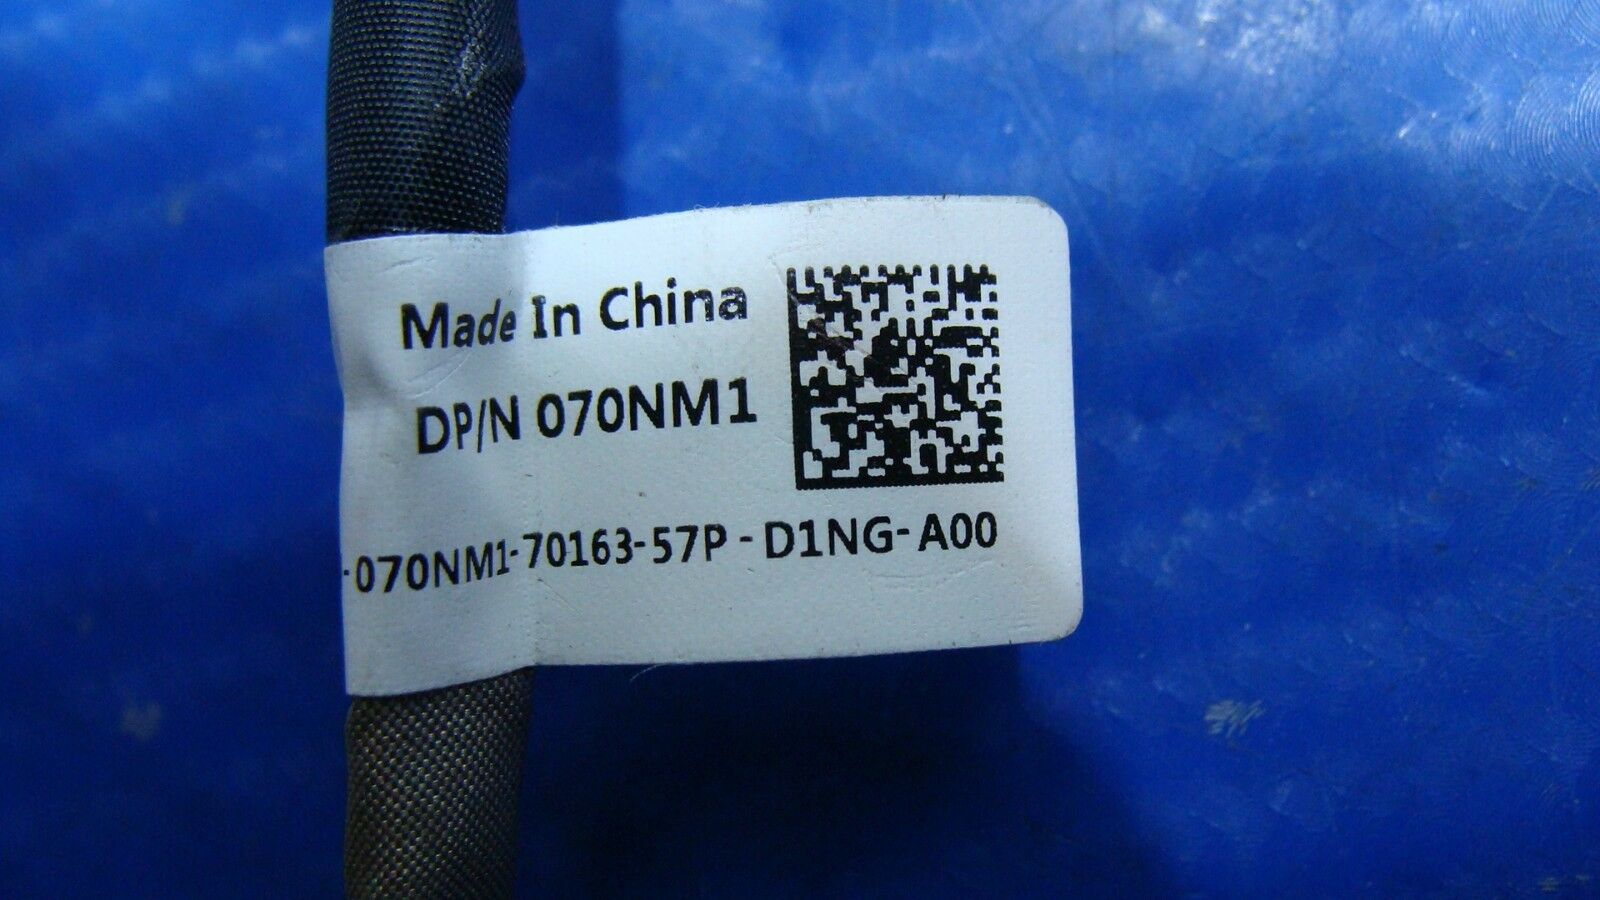 Made In China
DP/N 070NM1
-070NM1-70163-57P-D1NG-A00